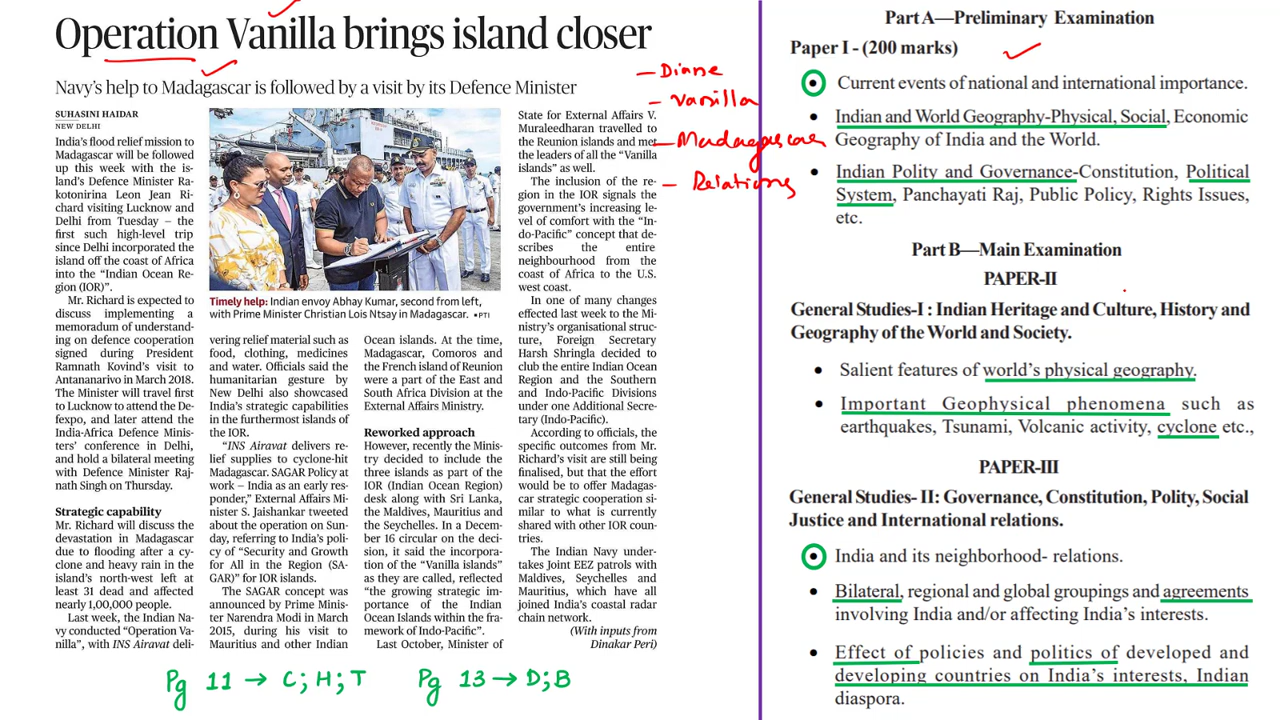 Operation Vanilla brings island closer
Navy's help to Madagascar is followed by a visit by its Defence Minister
SUHASINI HAIDAR
NEW DELHI
India's flood relief mission to
Madagascar will be followed
up this week with the is-
land's Defence Minister Ra-
kotonirina Leon Jean Ri-
chard visiting Lucknow and
Delhi from Tuesday – the
first such high-level trip
since Delhi incorporated the
island off the coast of Africa
into the "Indian Ocean Re-
gion (IOR)".
Mr. Richard is expected to
discuss implementing a
memoradum of understand-
ing on defence cooperation
signed during President
Ramnath Kovind's visit to
Antananarivo in March 2018.
The Minister will travel first
to Lucknow to attend the De-
fexpo, and later attend the
India-Africa Defence Minis-
ters' conference in Delhi,
and hold a bilateral meeting
with Defence Minister Raj-
nath Singh on Thursday.
Strategic capability
Mr. Richard will discuss the
devastation in Madagascar
due to flooding after a cy-
clone and heavy rain in the
island's north-west left at
least 31 dead and affected
nearly 1,00,000 people.
Last week, the Indian Na-
vy conducted "Operation Va-
nilla", with INS Airavat deli-
Timely help: Indian envoy Abhay Kumar, second from left,
with Prime Minister Christian Lois Ntsay in Madagascar. •PTI
vering relief material such as
food, clothing, medicines
and water. Officials said the
humanitarian gesture by
New Delhi also showcased
India's strategic capabilities
in the furthermost islands of
the IOR.
"INS Airavat delivers re-
lief supplies to cyclone-hit
Madagascar. SAGAR Policy at
work – India as an early res-
ponder," External Affairs Mi-
nister S. Jaishankar tweeted
about the operation on Sun-
day, referring to India's poli-
cy of "Security and Growth
for All in the Region (SA-
GAR)" for IOR islands.
The SAGAR concept was
announced by Prime Minis-
ter Narendra Modi in March
2015, during his visit to
Mauritius and other Indian
Ocean islands. At the time,
Madagascar, Comoros and
the French island of Reunion
were a part of the East and
South Africa Division at the
External Affairs Ministry.
Reworked approach
However, recently the Minis-
try decided to include the
three islands as part of the
IOR (Indian Ocean Region)
desk along with Sri Lanka,
the Maldives, Mauritius and
the Seychelles. In a Decem-
ber 16 circular on the deci-
sion, it said the incorpora-
tion of the "Vanilla islands"
as they are called, reflected
"the growing strategic im-
portance of the Indian
Ocean Islands within the fra-
mework of Indo-Pacific".
Last October, Minister of
State for External Affairs V.
Muraleedharan travelled to
the Reunion islands and met
the leaders of all the "Vanilla
islands" as well.
The inclusion of the re-
gion in the IOR signals the
government's increasing le-
vel of comfort with the "In-
do-Pacific" concept that de-
scribes the entire
neighbourhood from the
coast of Africa to the U.S.
west coast.
In one of many changes
effected last week to the Mi-
nistry's organisational struc-
ture, Foreign Secretary
Harsh Shringla decided to
club the entire Indian Ocean
Region and the Southern
and Indo-Pacific Divisions
under one Additional Secre-
tary (Indo-Pacific).
According to officials, the
specific outcomes from Mr.
Richard's visit are still being
finalised, but that the effort
would be to offer Madagas-
car strategic cooperation si-
milar to what is currently
shared with other IOR coun-
tries.
The Indian Navy under-
takes Joint EEZ patrols with
Maldives, Seychelles and
Mauritius, which have all
joined India's coastal radar
chain network.
(With inputs from
Dinakar Peri)
– Diane
– Vanilla
– Madagascar
– Relations
Pg 11 → C; H; T Pg 13 → D; B
Part A—Preliminary Examination
Paper I - (200 marks)
• Current events of national and international importance.
• Indian and World Geography-Physical, Social, Economic
Geography of India and the World.
• Indian Polity and Governance-Constitution, Political
System, Panchayati Raj, Public Policy, Rights Issues,
etc.
Part B—Main Examination
PAPER-II
General Studies-I : Indian Heritage and Culture, History and
Geography of the World and Society.
• Salient features of world's physical geography.
• Important Geophysical phenomena such as
earthquakes, Tsunami, Volcanic activity, cyclone etc.,
PAPER-III
General Studies- II: Governance, Constitution, Polity, Social
Justice and International relations.
• India and its neighborhood- relations.
• Bilateral, regional and global groupings and agreements
involving India and/or affecting India's interests.
• Effect of policies and politics of developed and
developing countries on India's interests, Indian
diaspora.